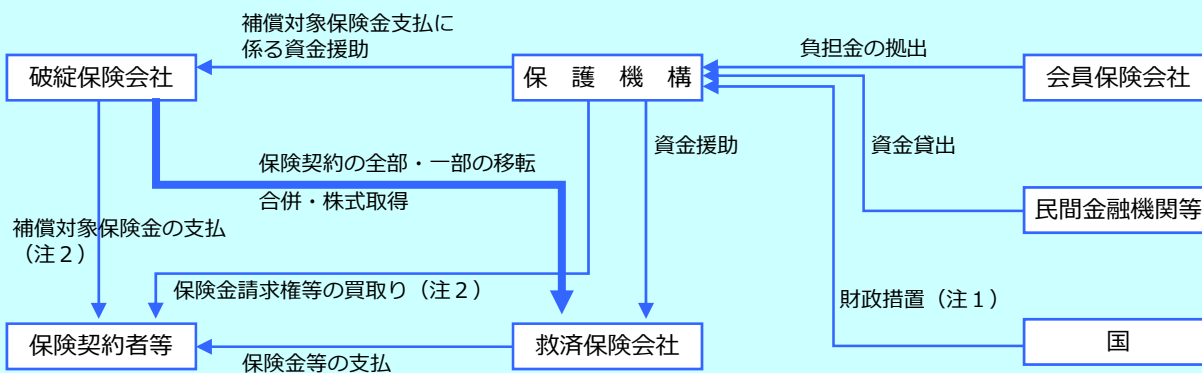 補償対象保険金支払に
係る資金援助
負担金の拠出
破綻保険会社
保　護　機　構
会員保険会社
資金援助
資金貸出
保険契約の全部・一部の移転
合併・株式取得
民間金融機関等
補償対象保険金の支払
（注２）
保険金請求権等の買取り（注２）
財政措置（注１）
保険契約者等
救済保険会社
国
保険金等の支払